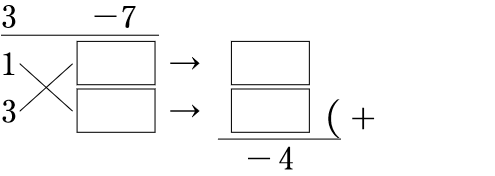 3 −7
1 →
3 → ( +
−4